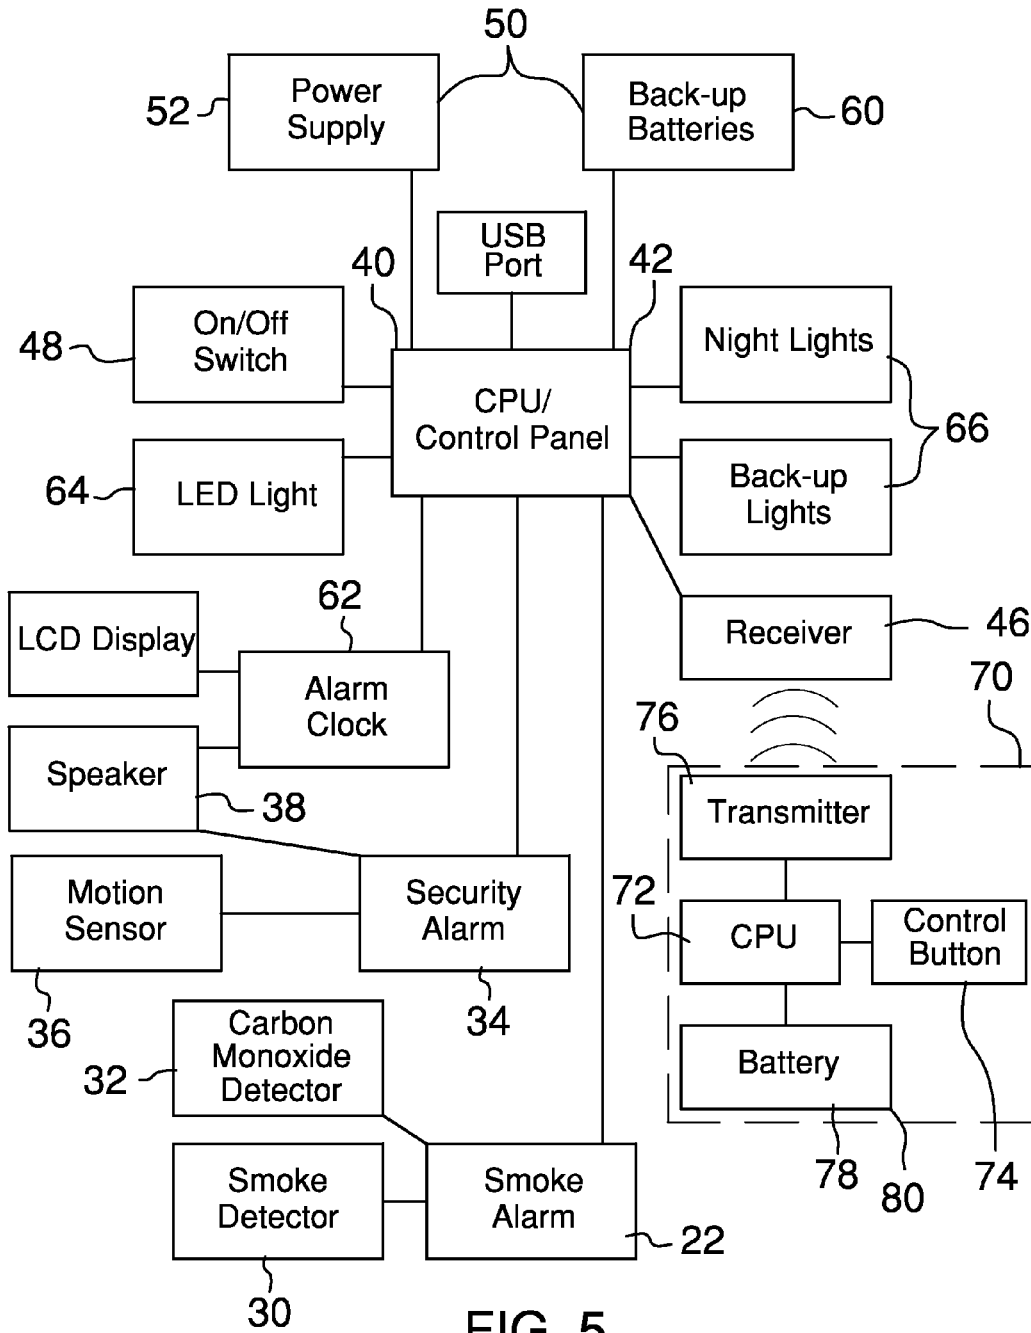 50
52
Power
Supply
Back-up
Batteries
60
USB
Port
40
42
48
On/Off
Switch
CPU/
Control Panel
Night Lights
66
64
LED Light
Back-up
Lights
62
LCD Display
Receiver
46
Alarm
Clock
70
76
Speaker
38
Transmitter
Motion
Sensor
Security
Alarm
72
CPU
Control
Button
36
34
Carbon
Monoxide
Detector
32
Battery
78
80
74
Smoke
Detector
Smoke
Alarm
22
30
FIG. 5